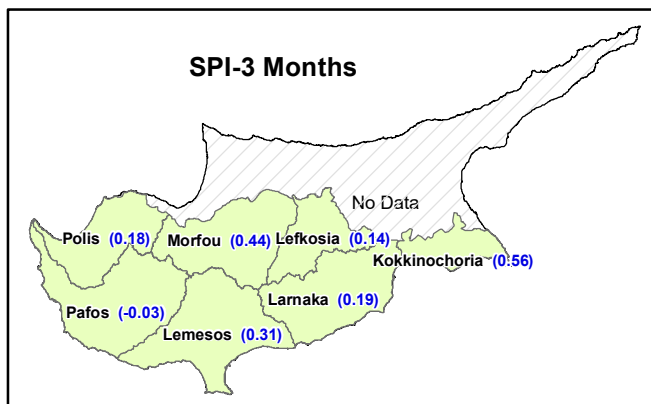 SPI-3 Months
No Data
Polis (0.18)
Morfou (0.44)
Lefkosia (0.14)
Kokkinochoria (0.56)
Pafos (-0.03)
Larnaka (0.19)
Lemesos (0.31)